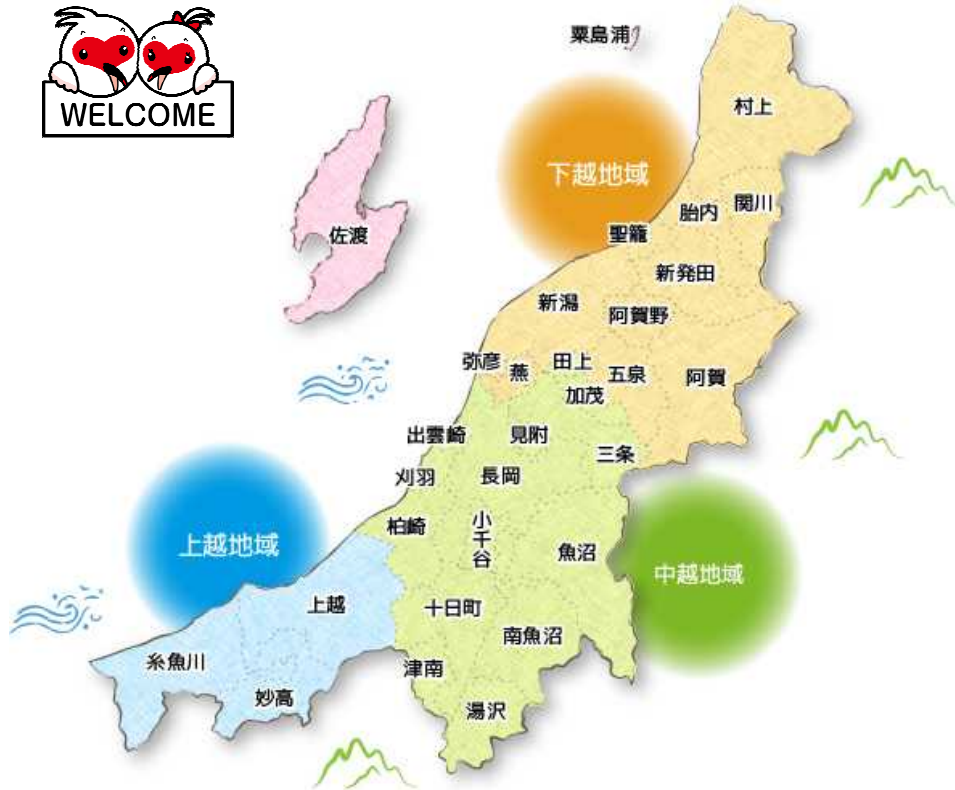 WELCOME
粟島浦
村上
下越地域
関川
胎内
佐渡
聖籠
新発田
新潟
阿賀野
弥彦
燕
田上
五泉
阿賀
加茂
出雲崎
見附
三条
刈羽
長岡
柏崎
小千谷
魚沼
上越地域
中越地域
上越
十日町
南魚沼
糸魚川
津南
妙高
湯沢